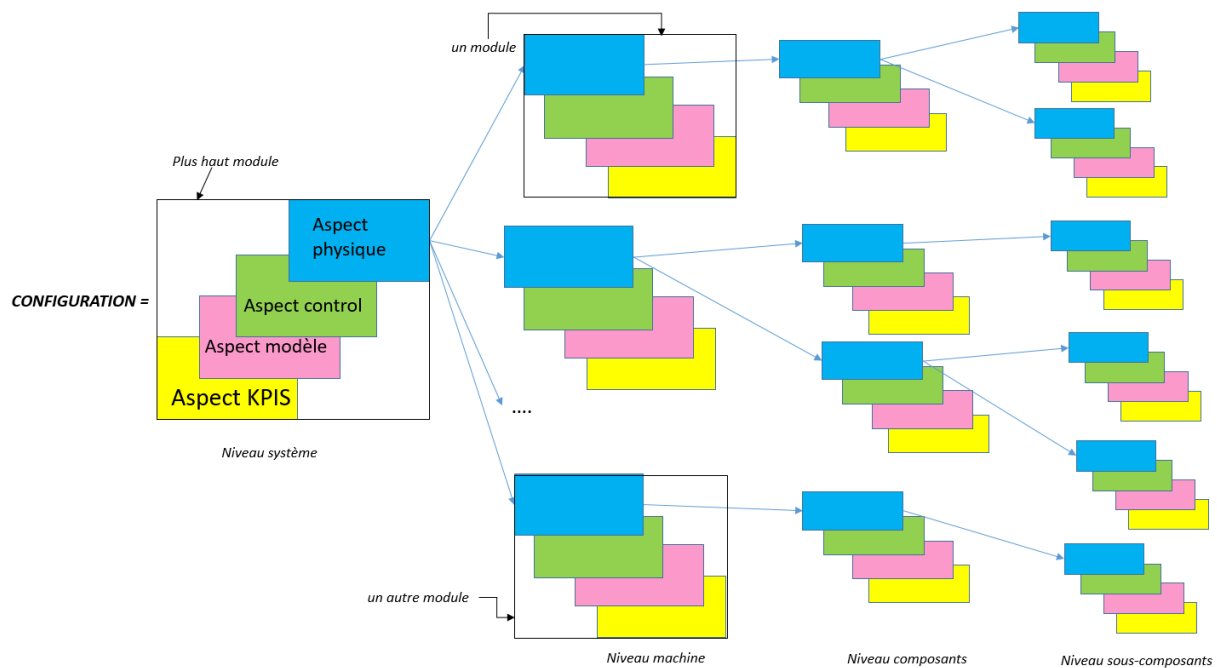 un module
Plus haut module
Aspect
physique
CONFIGURATION =
Aspect control
Aspect modèle
Aspect KPIS
....
Niveau système
un autre module
Niveau machine
Niveau composants
Niveau sous-composants